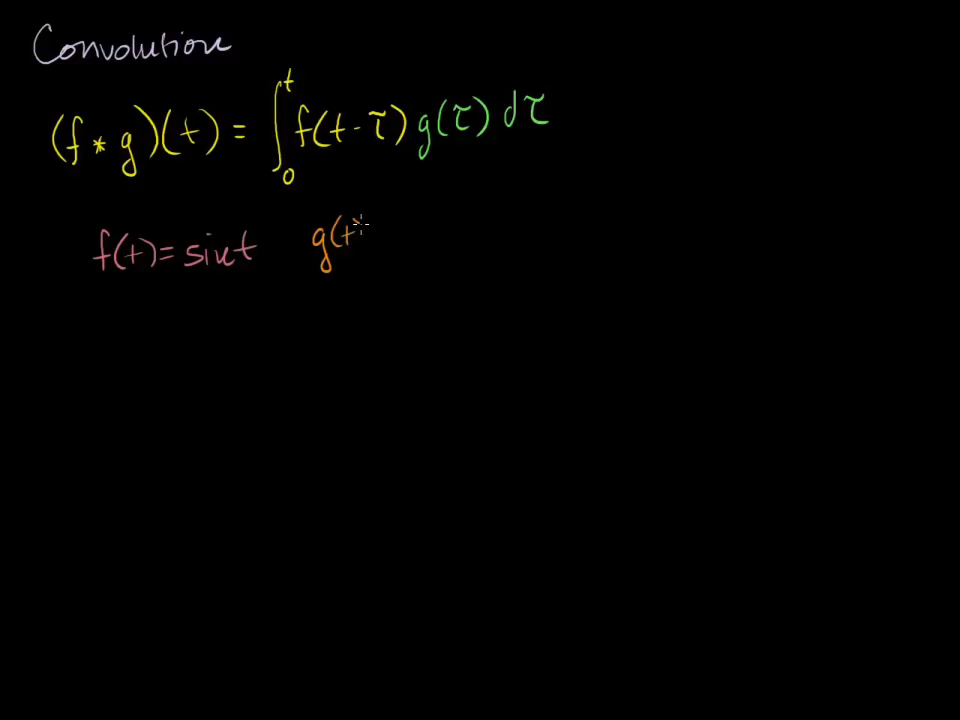 Convolution
(f * g)(t) = ∫₀ᵗ f(t - τ) g(τ) dτ
f(t) = sin t g(t)